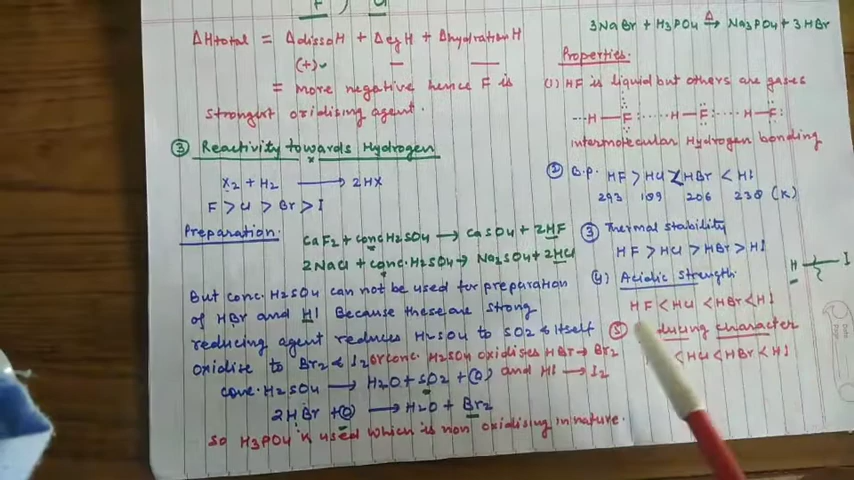 ΔHtotal = ΔdissoH + ΔegH + ΔhydrationH
(+) — —
= more negative hence F is
strongest oxidising agent.
③ Reactivity towards Hydrogen
X2 + H2 ⟶ 2HX
F > Cl > Br > I
Preparation.
CaF2 + conc H2SO4 ⟶ CaSO4 + 2HF
2NaCl + conc. H2SO4 → Na2SO4 + 2HCl
But conc. H2SO4 can not be used for preparation
of HBr and HI Because these are strong
reducing agent reduces H2SO4 to SO2 & itself
oxidise to Br2 & I2 or conc. H2SO4 oxidises HBr → Br2
conc. H2SO4 ⟶ H2O + SO2 + (O) and HI → I2
2HBr + (O) ⟶ H2O + Br2
So H3PO4 is used which is non oxidising in nature.
3NaBr + H3PO4 Δ→ Na3PO4 + 3HBr
Properties.
(1) HF is liquid but others are gases
---H—F:----H—F:---H—F:
intermolecular Hydrogen bonding
② B.P. HF > HCl < HBr < HI
293 189 206 238 (K)
③ Thermal stability
HF > HCl > HBr > HI
H I
(4) Acidic strength.
HF < HCl < HBr < HI
⑤ character
< HCl < HBr < HI